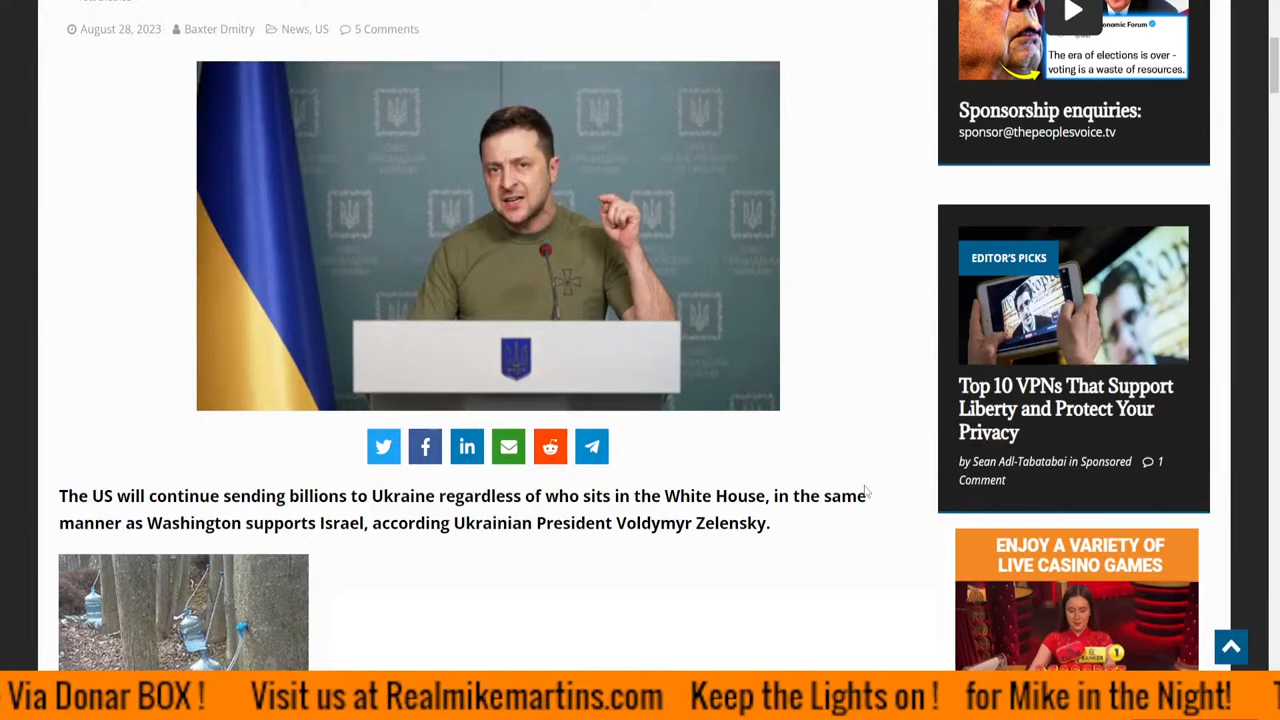 August 28, 2023 Baxter Dmitry News, US 5 Comments
The US will continue sending billions to Ukraine regardless of who sits in the White House, in the same
manner as Washington supports Israel, according Ukrainian President Voldymyr Zelensky.
onomic Forum
The era of elections is over -
voting is a waste of resources.
Sponsorship enquiries:
sponsor@thepeoplesvoice.tv
EDITOR'S PICKS
Top 10 VPNs That Support
Liberty and Protect Your
Privacy
by Sean Adl-Tabatabai in Sponsored 1
Comment
ENJOY A VARIETY OF
LIVE CASINO GAMES
Via Donar BOX ! Visit us at Realmikemartins.com Keep the Lights on ! for Mike in the Night!